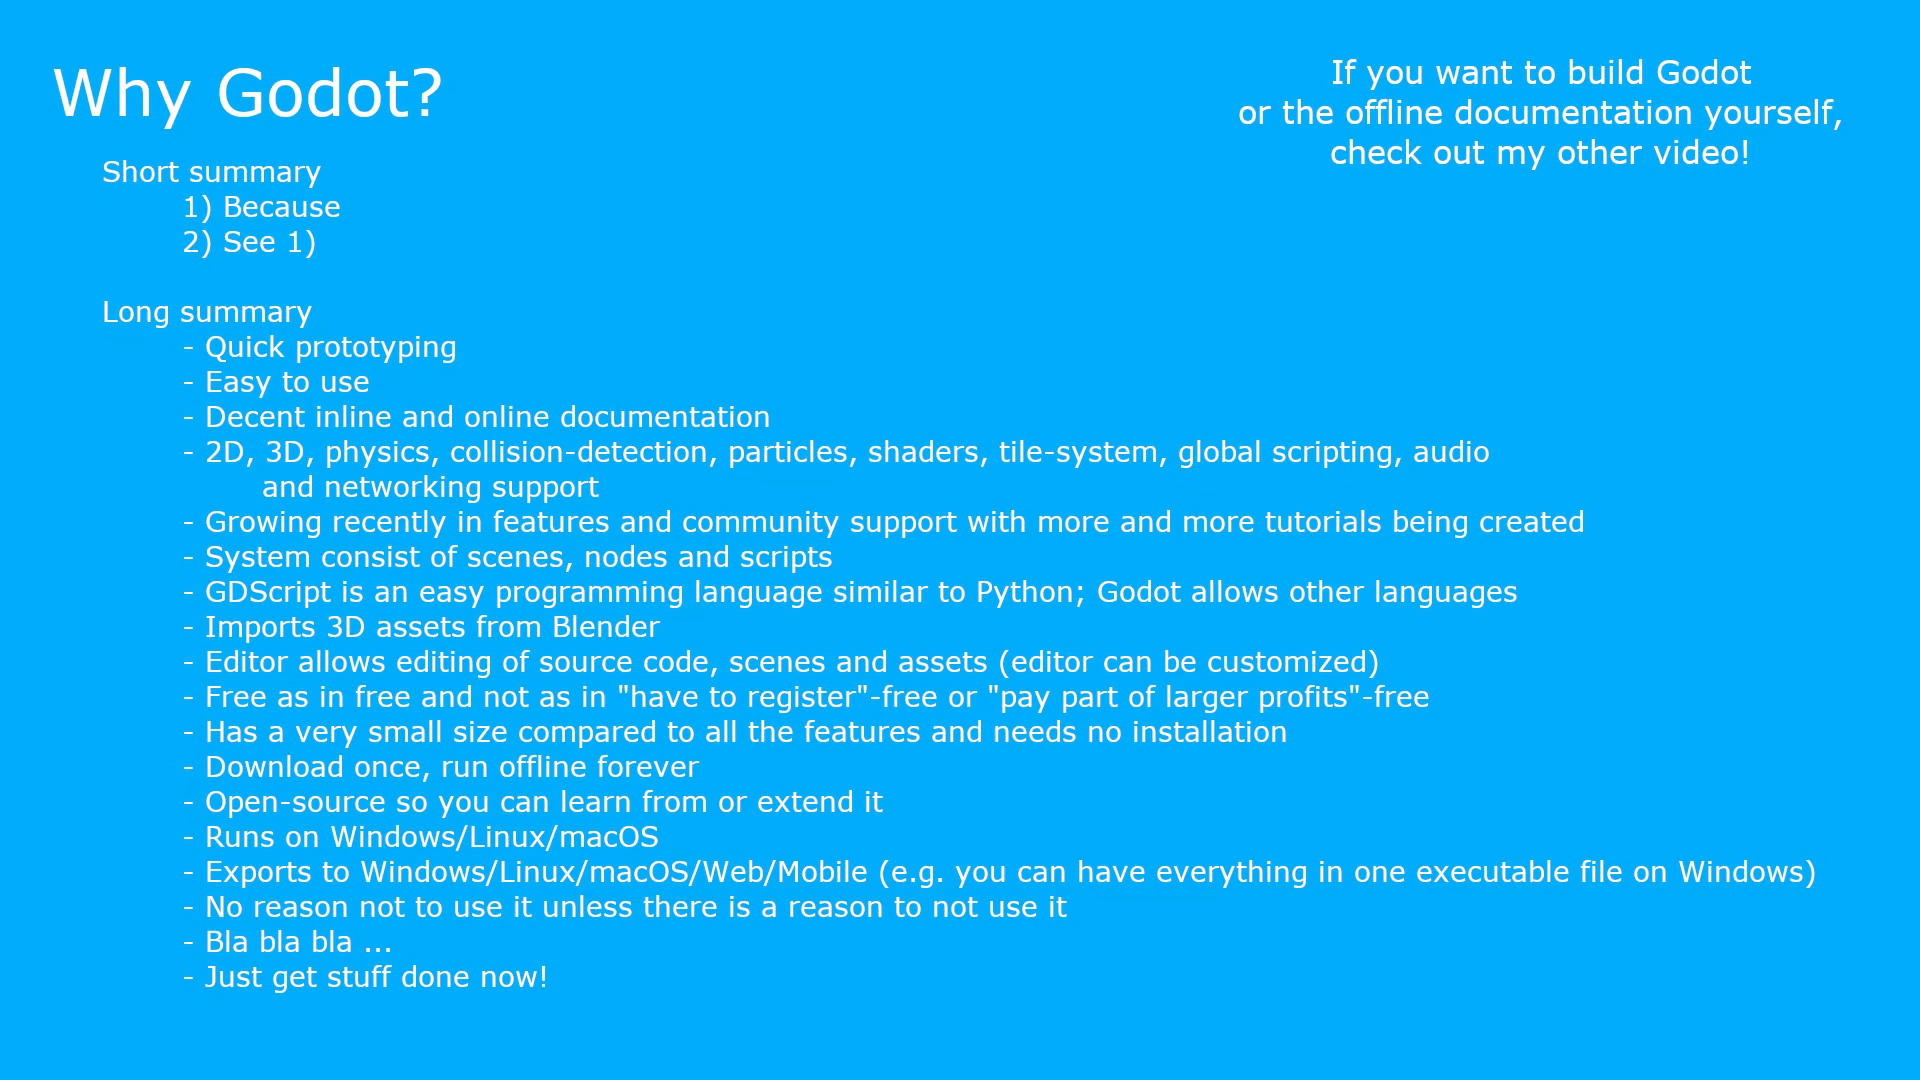 Why Godot?
If you want to build Godot
or the offline documentation yourself,
check out my other video!
Short summary
1) Because
2) See 1)
Long summary
- Quick prototyping
- Easy to use
- Decent inline and online documentation
- 2D, 3D, physics, collision-detection, particles, shaders, tile-system, global scripting, audio
and networking support
- Growing recently in features and community support with more and more tutorials being created
- System consist of scenes, nodes and scripts
- GDScript is an easy programming language similar to Python; Godot allows other languages
- Imports 3D assets from Blender
- Editor allows editing of source code, scenes and assets (editor can be customized)
- Free as in free and not as in "have to register"-free or "pay part of larger profits"-free
- Has a very small size compared to all the features and needs no installation
- Download once, run offline forever
- Open-source so you can learn from or extend it
- Runs on Windows/Linux/macOS
- Exports to Windows/Linux/macOS/Web/Mobile (e.g. you can have everything in one executable file on Windows)
- No reason not to use it unless there is a reason to not use it
- Bla bla bla ...
- Just get stuff done now!